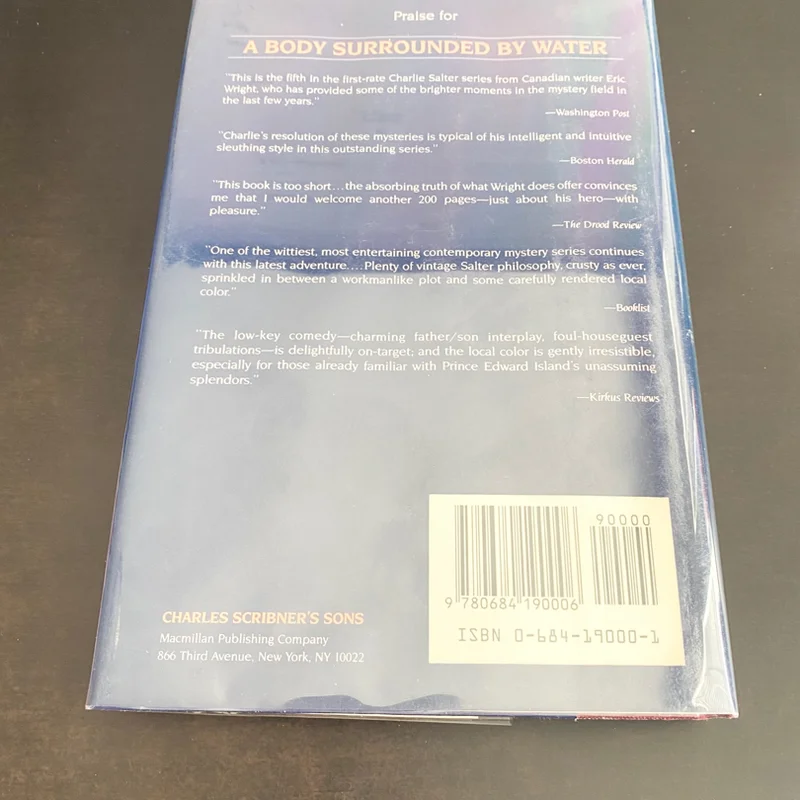 Praise for
A BODY SURROUNDED BY WATER
"This is the fifth in the first-rate Charlie Salter series from Canadian writer Eric
Wright, who has provided some of the brighter moments in the mystery field in
the last few years."
—Washington Post
"Charlie's resolution of these mysteries is typical of his intelligent and intuitive
sleuthing style in this outstanding series."
—Boston Herald
"This book is too short...the absorbing truth of what Wright does offer convinces
me that I would welcome another 200 pages—just about his hero—with
pleasure."
—The Drood Review
"One of the wittiest, most entertaining contemporary mystery series continues
with this latest adventure....Plenty of vintage Salter philosophy, crusty as ever,
sprinkled in between a workmanlike plot and some carefully rendered local
color."
—Booklist
"The low-key comedy—charming father/son interplay, foul-houseguest
tribulations—is delightfully on-target; and the local color is gently irresistible,
especially for those already familiar with Prince Edward Island's unassuming
splendors."
—Kirkus Reviews
90000
9 780684 190006
ISBN 0-684-19000-1
CHARLES SCRIBNER'S SONS
Macmillan Publishing Company
866 Third Avenue, New York, NY 10022